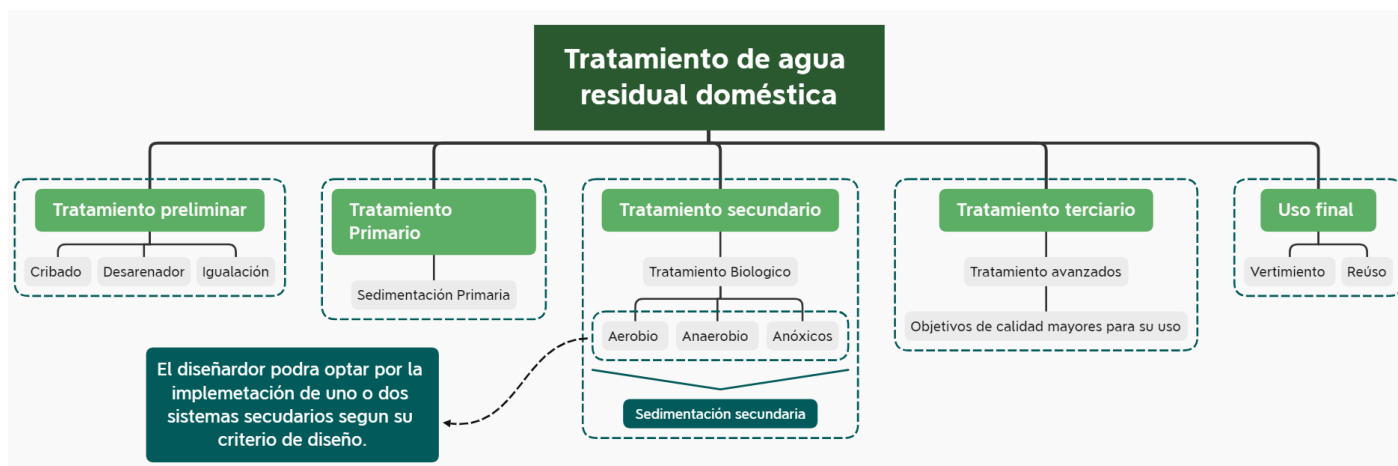 Tratamiento de agua
residual doméstica
Tratamiento preliminar
Cribado
Desarenador
Igualación
Tratamiento
Primario
Sedimentación Primaria
Tratamiento secundario
Tratamiento Biologico
Aerobio
Anaerobio
Anóxicos
Sedimentación secundaria
El diseñardor podra optar por la
implemetación de uno o dos
sistemas secudarios segun su
criterio de diseño.
Tratamiento terciario
Tratamiento avanzados
Objetivos de calidad mayores para su uso
Uso final
Vertimiento
Reúso